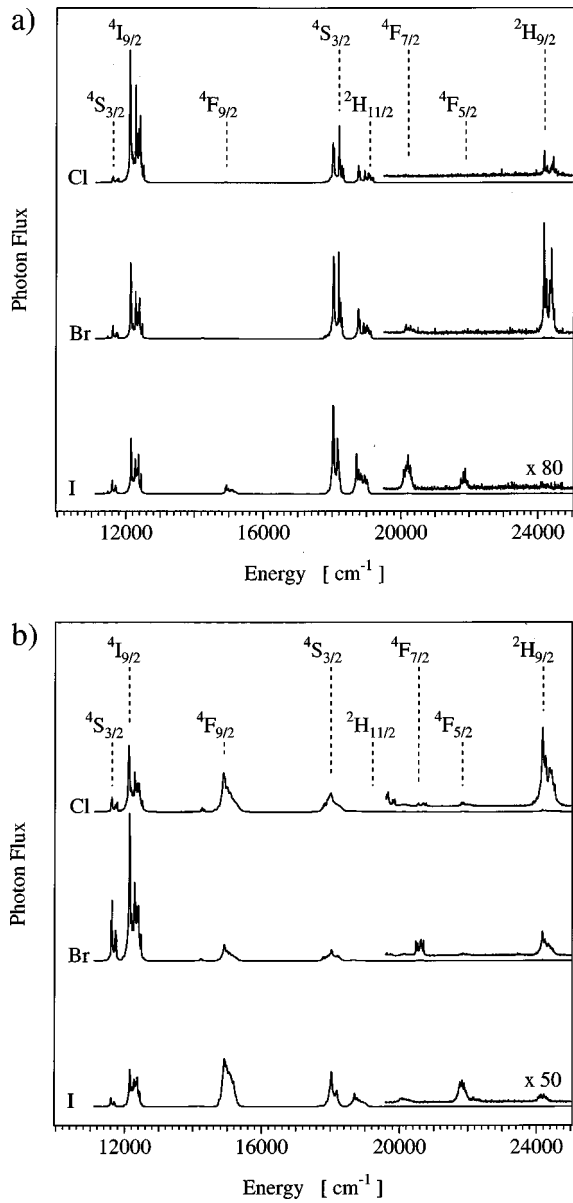 a)
⁴I₉/₂
⁴S₃/₂
⁴F₇/₂
²H₉/₂
⁴S₃/₂
⁴F₉/₂
²H₁₁/₂
⁴F₅/₂
Cl
Br
I
x 80
Photon Flux
12000 16000 20000 24000
Energy [ cm⁻¹ ]
b)
⁴I₉/₂
⁴S₃/₂
⁴F₇/₂
²H₉/₂
⁴S₃/₂
⁴F₉/₂
²H₁₁/₂
⁴F₅/₂
Cl
Br
I
x 50
Photon Flux
12000 16000 20000 24000
Energy [ cm⁻¹ ]